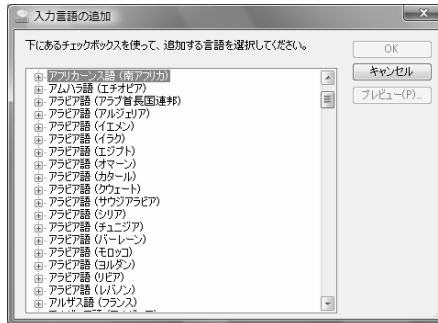 入力言語の追加
下にあるチェックボックスを使って、追加する言語を選択してください。
OK
キャンセル
プレビュー(P)...
アフリカーンス語 (南アフリカ)
アムハラ語 (エチオピア)
アラビア語 (アラブ首長国連邦)
アラビア語 (アルジェリア)
アラビア語 (イエメン)
アラビア語 (イラク)
アラビア語 (エジプト)
アラビア語 (オマーン)
アラビア語 (カタール)
アラビア語 (クウェート)
アラビア語 (サウジアラビア)
アラビア語 (シリア)
アラビア語 (チュニジア)
アラビア語 (バーレーン)
アラビア語 (モロッコ)
アラビア語 (ヨルダン)
アラビア語 (リビア)
アラビア語 (レバノン)
アルザス語 (フランス)